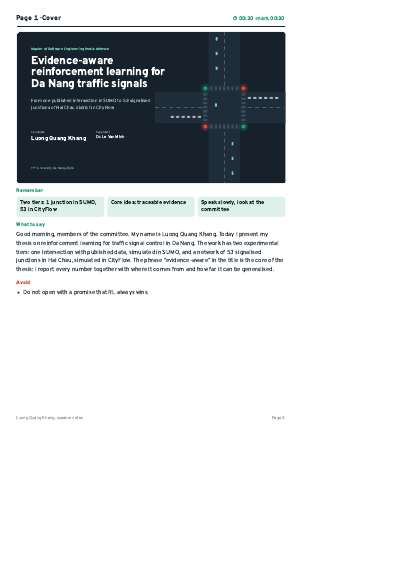 Page 1 · Cover
00:30 · mark 00:30
Master of Software Engineering thesis defence
Evidence-aware
reinforcement learning for
Da Nang traffic signals
From one published intersection in SUMO to 53 signalised
junctions of Hai Chau, district in CityFlow
Luong Quang Khang
Dr. Le Van Minh
Remember
Two tiers: 1 junction in SUMO,
53 in CityFlow
Core idea: traceable evidence
Speak slowly, look at the
committee
What to say
Good morning, members of the committee. My name is Luong Quang Khang. Today I present my
thesis on reinforcement learning for traffic signal control in Da Nang. The work has two experimental
tiers: one intersection with published data, simulated in SUMO, and a network of 53 signalised
junctions in Hai Chau, simulated in CityFlow. The phrase "evidence-aware" in the title is the core of the
thesis: I report every number together with where it comes from and how far it can be generalised.
Avoid
• Do not open with a promise that RL always wins.
Luong Quang Khang, speaker notes
Page 1